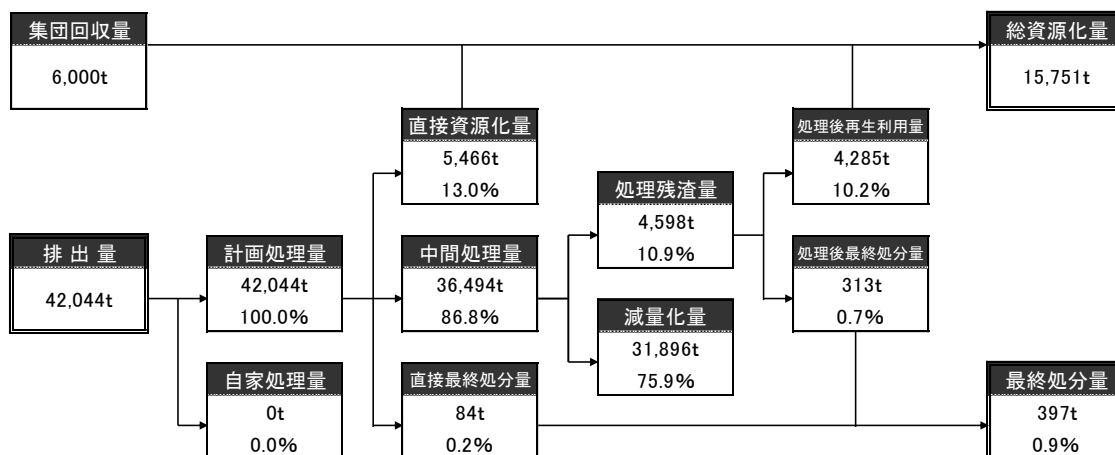 集団回収量
6,000t
総資源化量
15,751t
直接資源化量
5,466t
13.0%
処理後再生利用量
4,285t
10.2%
処理残渣量
4,598t
10.9%
排出量
42,044t
計画処理量
42,044t
100.0%
中間処理量
36,494t
86.8%
処理後最終処分量
313t
0.7%
減量化量
31,896t
75.9%
自家処理量
0t
0.0%
直接最終処分量
84t
0.2%
最終処分量
397t
0.9%